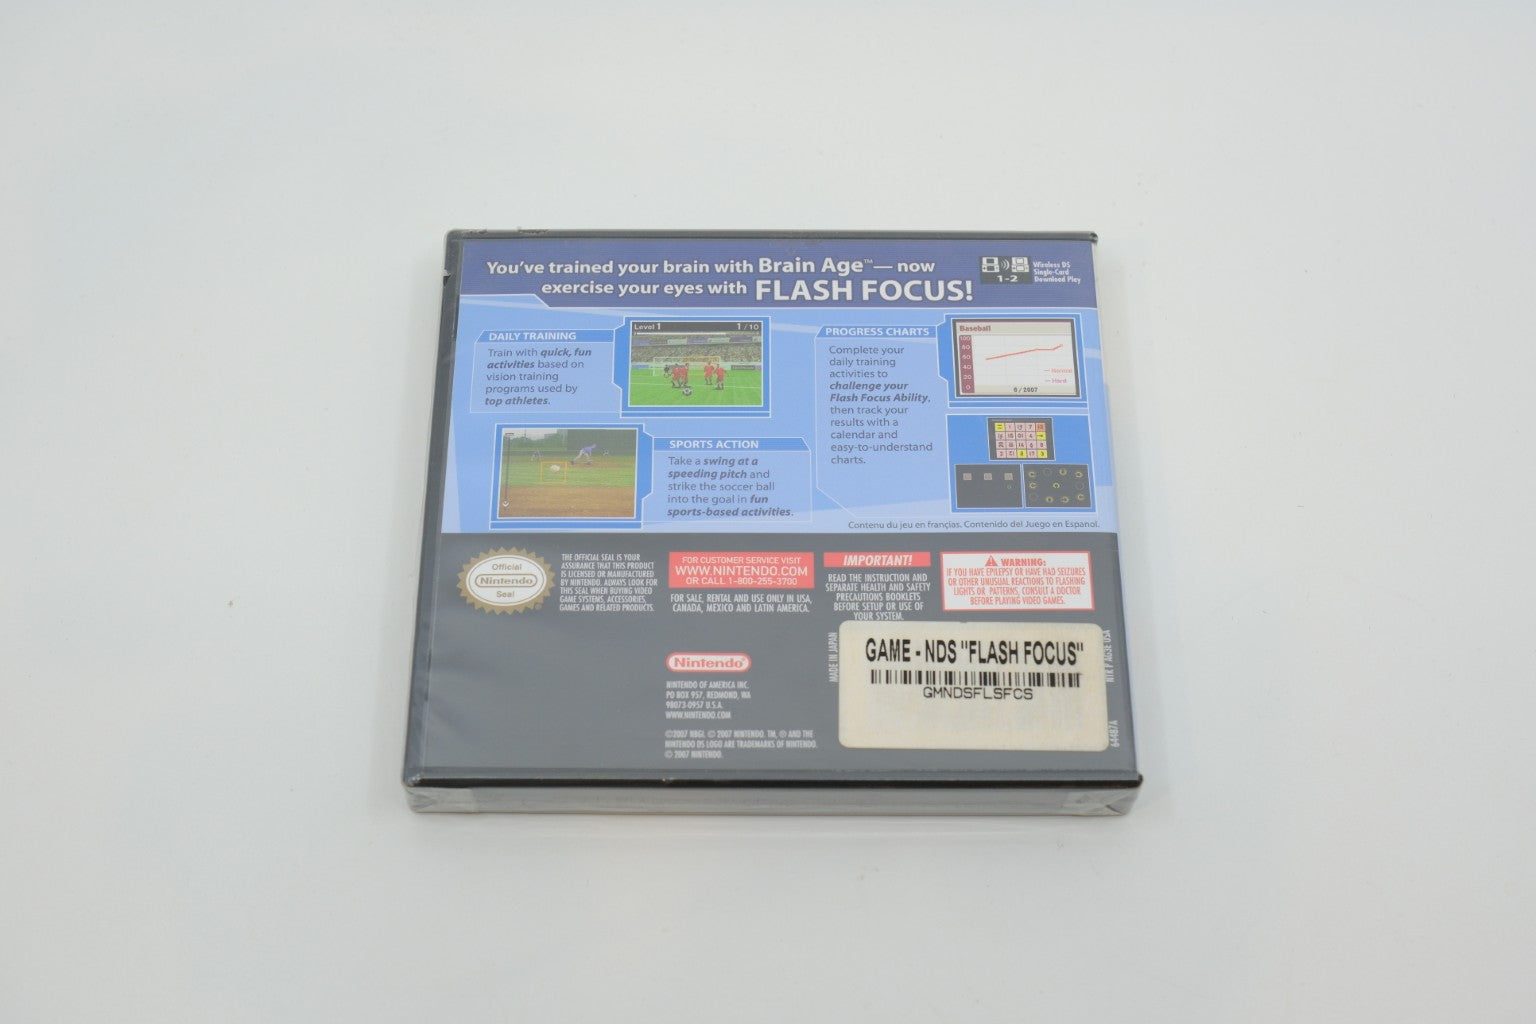 You've trained your brain with Brain Age™ — now
exercise your eyes with FLASH FOCUS!
1-2
Wireless DS
Single-Card
Download Play
DAILY TRAINING
Train with quick, fun
activities based on
vision training
programs used by
top athletes.
Level 1
1 / 10
SPORTS ACTION
Take a swing at a
speeding pitch and
strike the soccer ball
into the goal in fun
sports-based activities.
PROGRESS CHARTS
Complete your
daily training
activities to
challenge your
Flash Focus Ability,
then track your
results with a
calendar and
easy-to-understand
charts.
Baseball
100
80
60
40
20
0
Normal
Hard
6 / 2007
Contenu du jeu en françias. Contenido del Juego en Espanol.
Official
Nintendo
Seal
THE OFFICIAL SEAL IS YOUR
ASSURANCE THAT THIS PRODUCT
IS LICENSED OR MANUFACTURED
BY NINTENDO. ALWAYS LOOK FOR
THIS SEAL WHEN BUYING VIDEO
GAME SYSTEMS, ACCESSORIES,
GAMES AND RELATED PRODUCTS.
FOR CUSTOMER SERVICE VISIT
WWW.NINTENDO.COM
OR CALL 1-800-255-3700
FOR SALE, RENTAL AND USE ONLY IN USA,
CANADA, MEXICO AND LATIN AMERICA.
IMPORTANT!
READ THE INSTRUCTION AND
SEPARATE HEALTH AND SAFETY
PRECAUTIONS BOOKLETS
BEFORE SETUP OR USE OF
YOUR SYSTEM.
WARNING:
IF YOU HAVE EPILEPSY OR HAVE HAD SEIZURES
OR OTHER UNUSUAL REACTIONS TO FLASHING
LIGHTS OR PATTERNS, CONSULT A DOCTOR
BEFORE PLAYING VIDEO GAMES.
Nintendo®
NINTENDO OF AMERICA INC.
PO BOX 957, REDMOND, WA
98073-0957 U.S.A.
WWW.NINTENDO.COM
©2007 NBGI. © 2007 NINTENDO. TM, ® AND THE
NINTENDO DS LOGO ARE TRADEMARKS OF NINTENDO.
© 2007 NINTENDO.
MADE IN JAPAN
GAME - NDS "FLASH FOCUS"
GMNDSFLSFCS
64487A